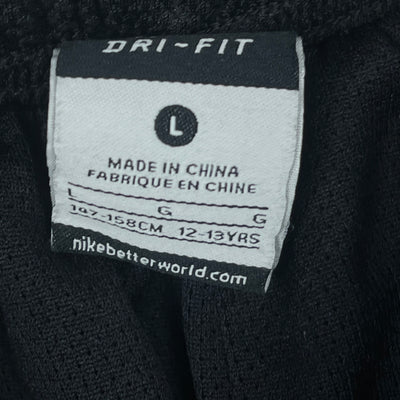 DRI-FIT
L
MADE IN CHINA
FABRIQUE EN CHINE
L G G
147-158CM 12-13YRS
nikebetterworld.com